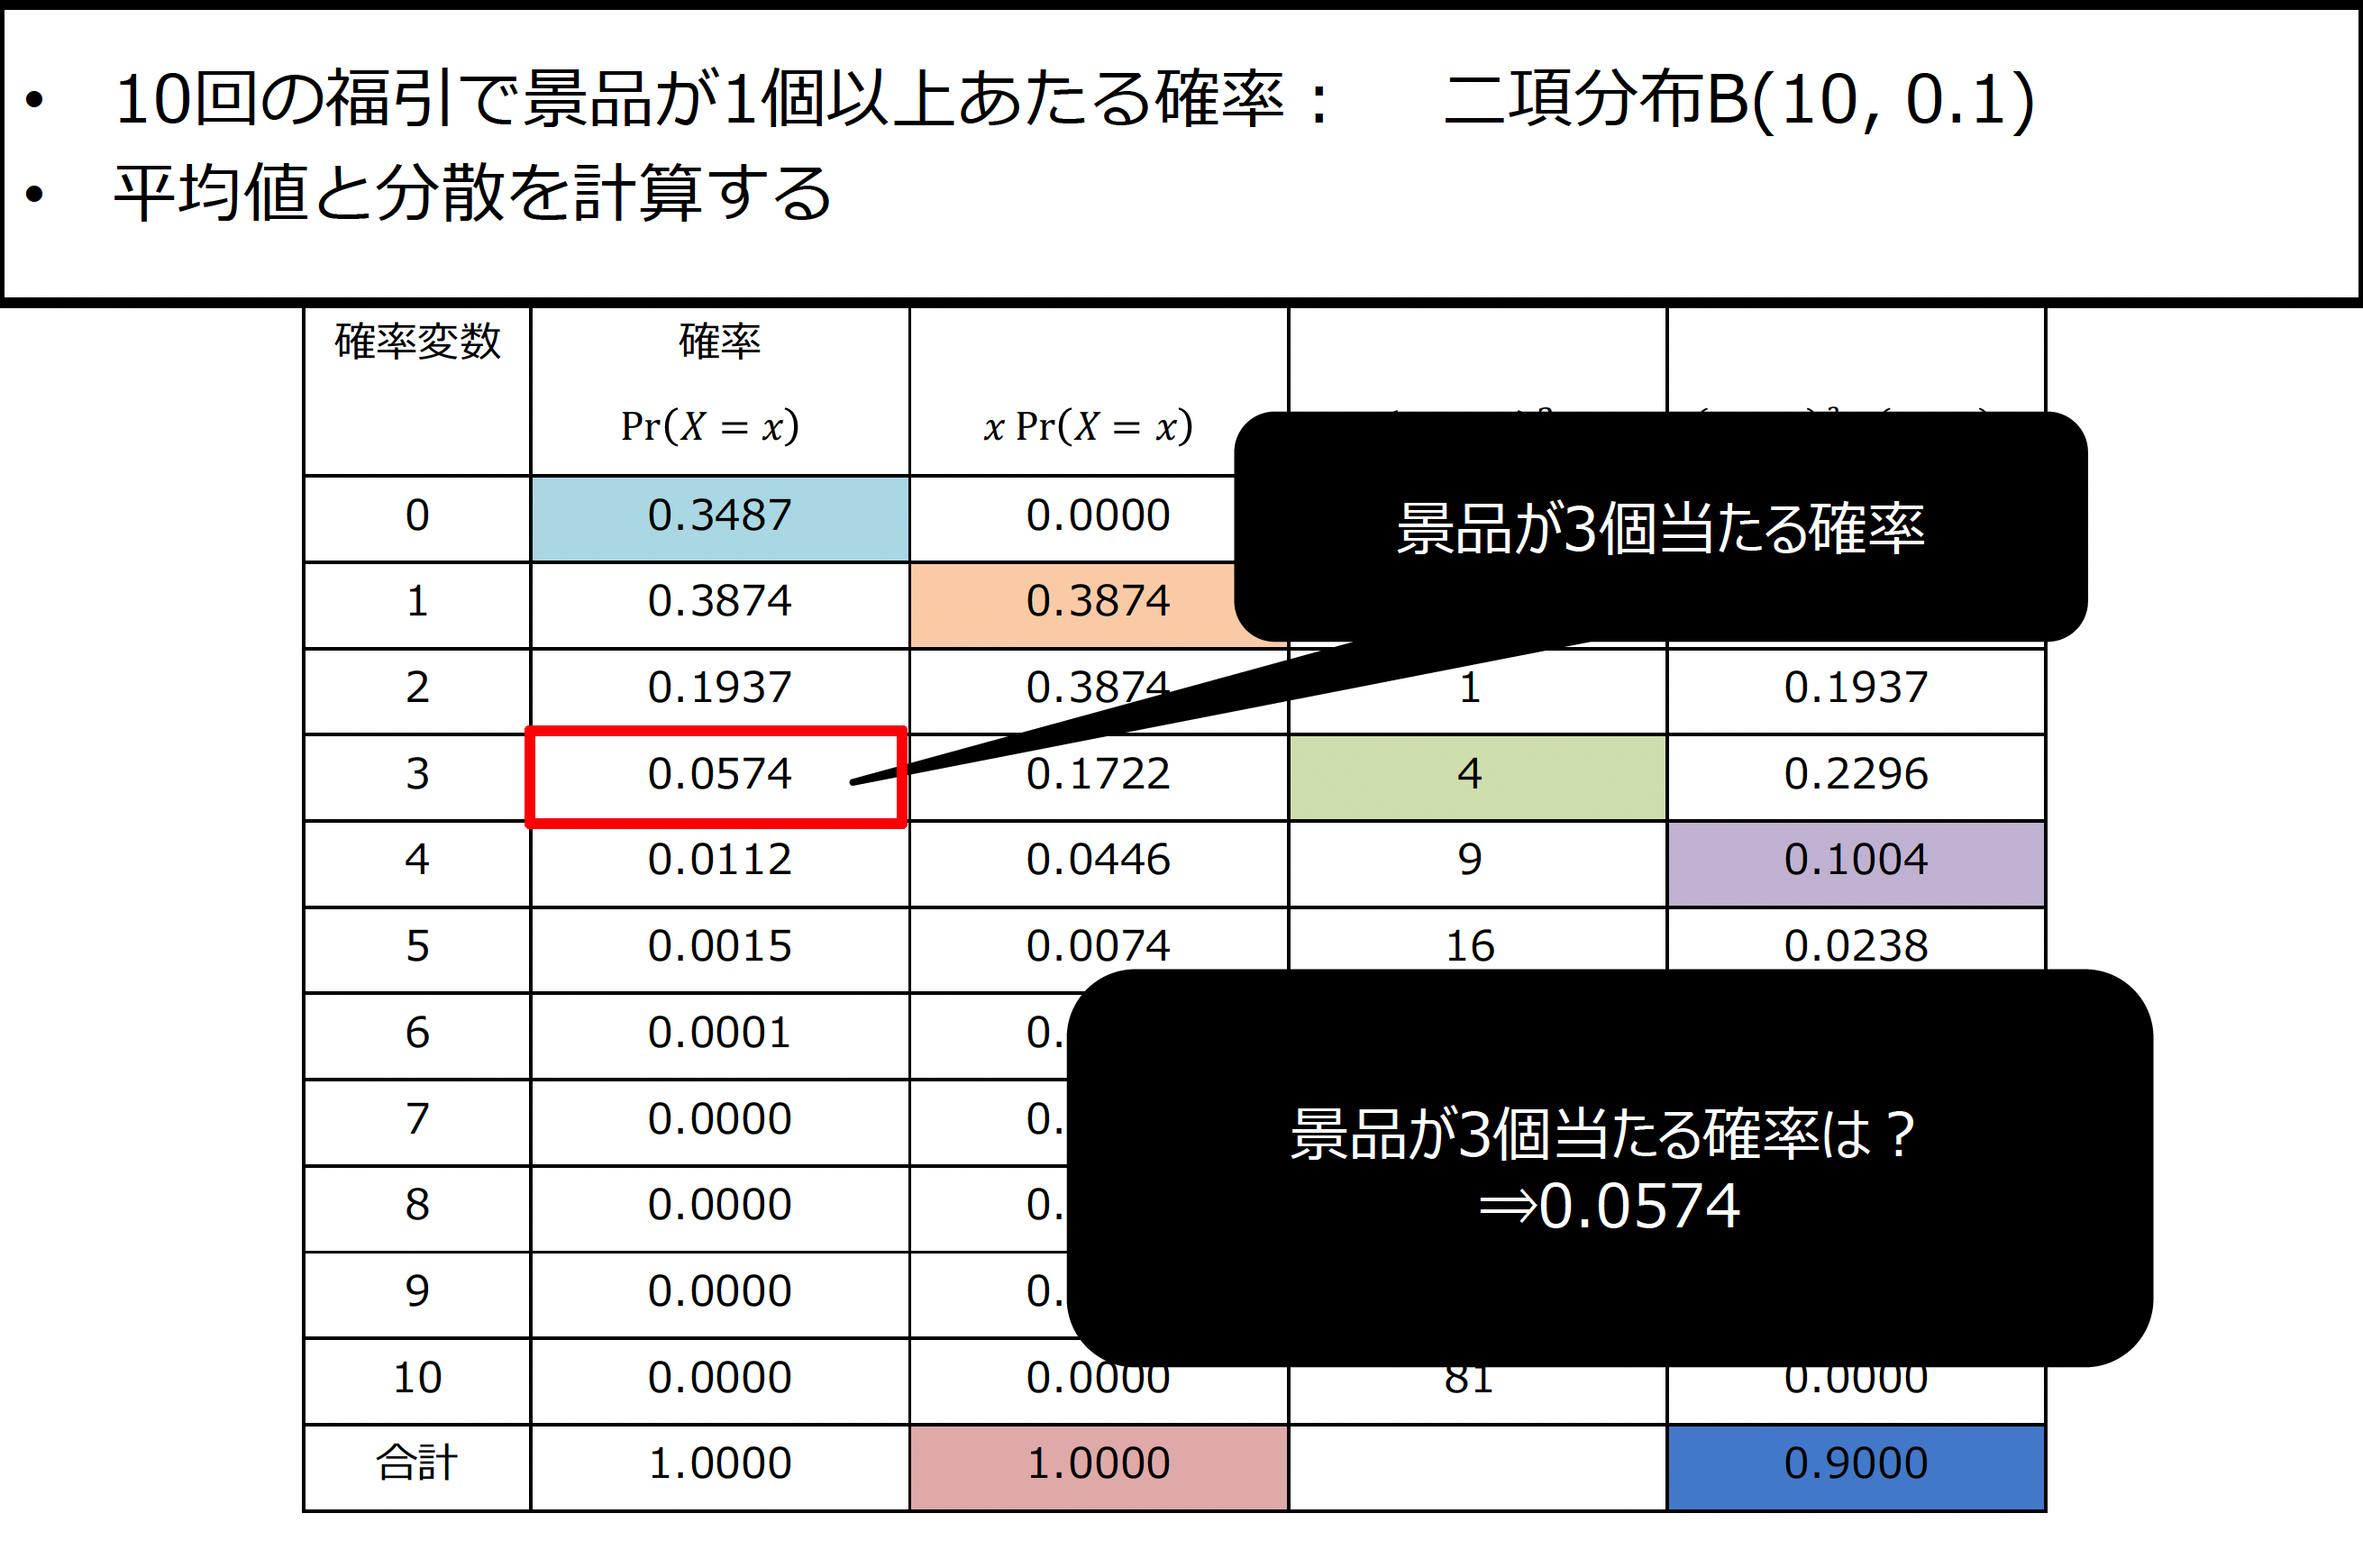 • 10回の福引で景品が1個以上あたる確率： 二項分布B(10, 0.1)
• 平均値と分散を計算する
確率変数 確率
Pr(X = x) x Pr(X = x)
0 0.3487 0.0000
景品が3個当たる確率
1 0.3874 0.3874
2 0.1937 0.3874 1 0.1937
3 0.0574 0.1722 4 0.2296
4 0.0112 0.0446 9 0.1004
5 0.0015 0.0074 16 0.0238
6 0.0001 0.
7 0.0000 0.
景品が3個当たる確率は？
8 0.0000 0.
⇒0.0574
9 0.0000 0.
10 0.0000 0.0000 81 0.0000
合計 1.0000 1.0000 0.9000